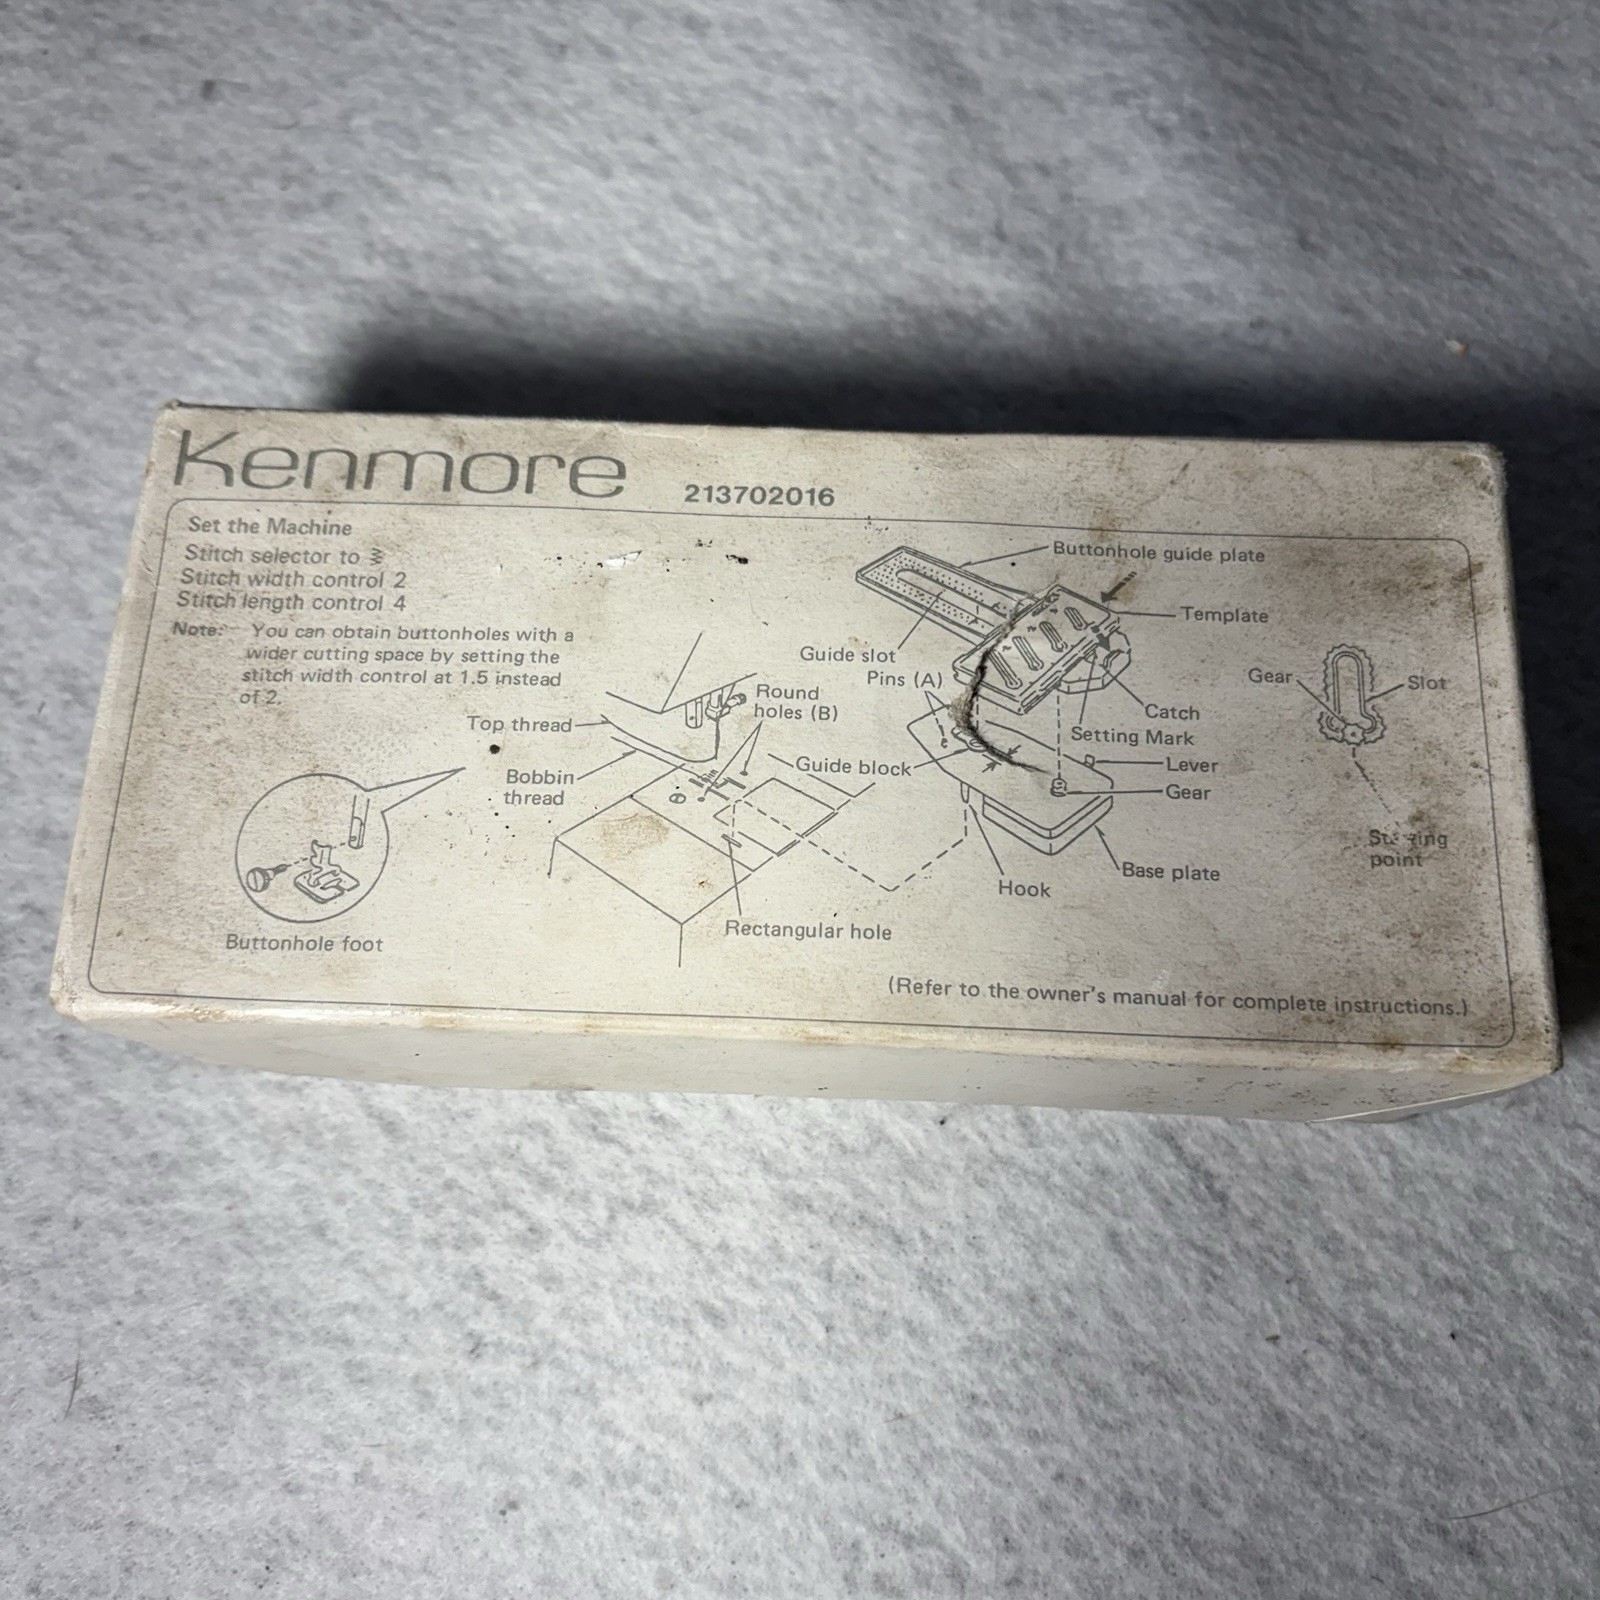 Kenmore 213702016
Set the Machine
Stitch selector to
Stitch width control 2
Stitch length control 4
Note: You can obtain buttonholes with a
wider cutting space by setting the
stitch width control at 1.5 instead
of 2.
Buttonhole guide plate
Template
Guide slot
Pins (A)
Gear
Slot
Round
holes (B)
Catch
Top thread
Setting Mark
Guide block
Lever
Bobbin
thread
Gear
point
Base plate
Hook
Rectangular hole
Buttonhole foot
(Refer to the owner's manual for complete instructions.)